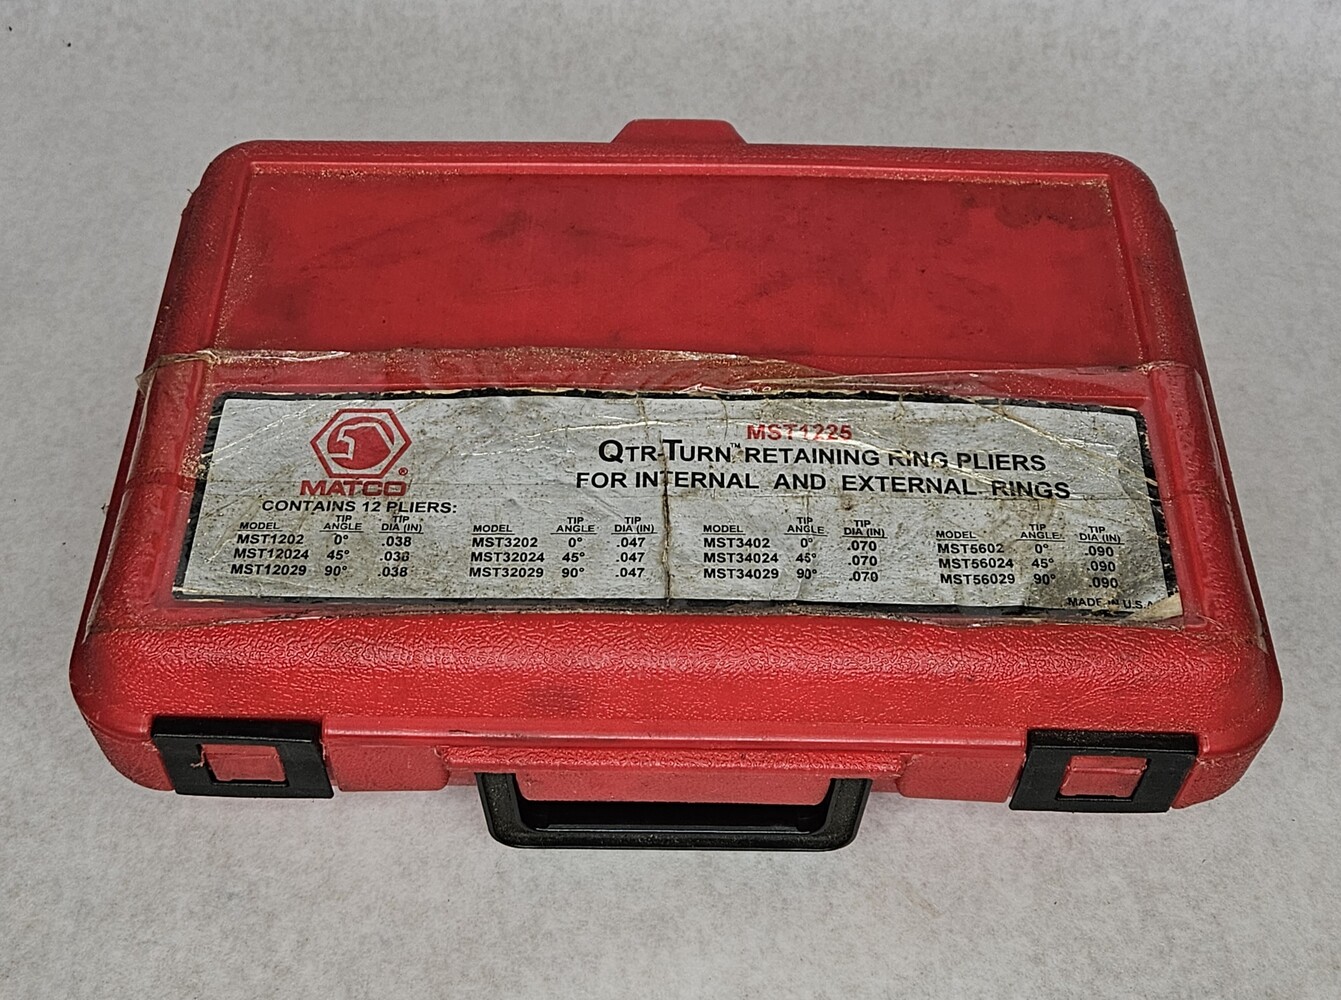 MST1225
QTR-TURN™ RETAINING RING PLIERS
FOR INTERNAL AND EXTERNAL RINGS
®
MATCO
CONTAINS 12 PLIERS:
MODEL TIP ANGLE TIP DIA (IN) MODEL TIP ANGLE TIP DIA (IN) MODEL TIP ANGLE TIP DIA (IN) MODEL TIP ANGLE TIP DIA (IN)
MST1202 0° .038 MST3202 0° .047 MST3402 0° .070 MST5602 0° .090
MST12024 45° .038 MST32024 45° .047 MST34024 45° .070 MST56024 45° .090
MST12029 90° .038 MST32029 90° .047 MST34029 90° .070 MST56029 90° .090
MADE IN U.S.A.